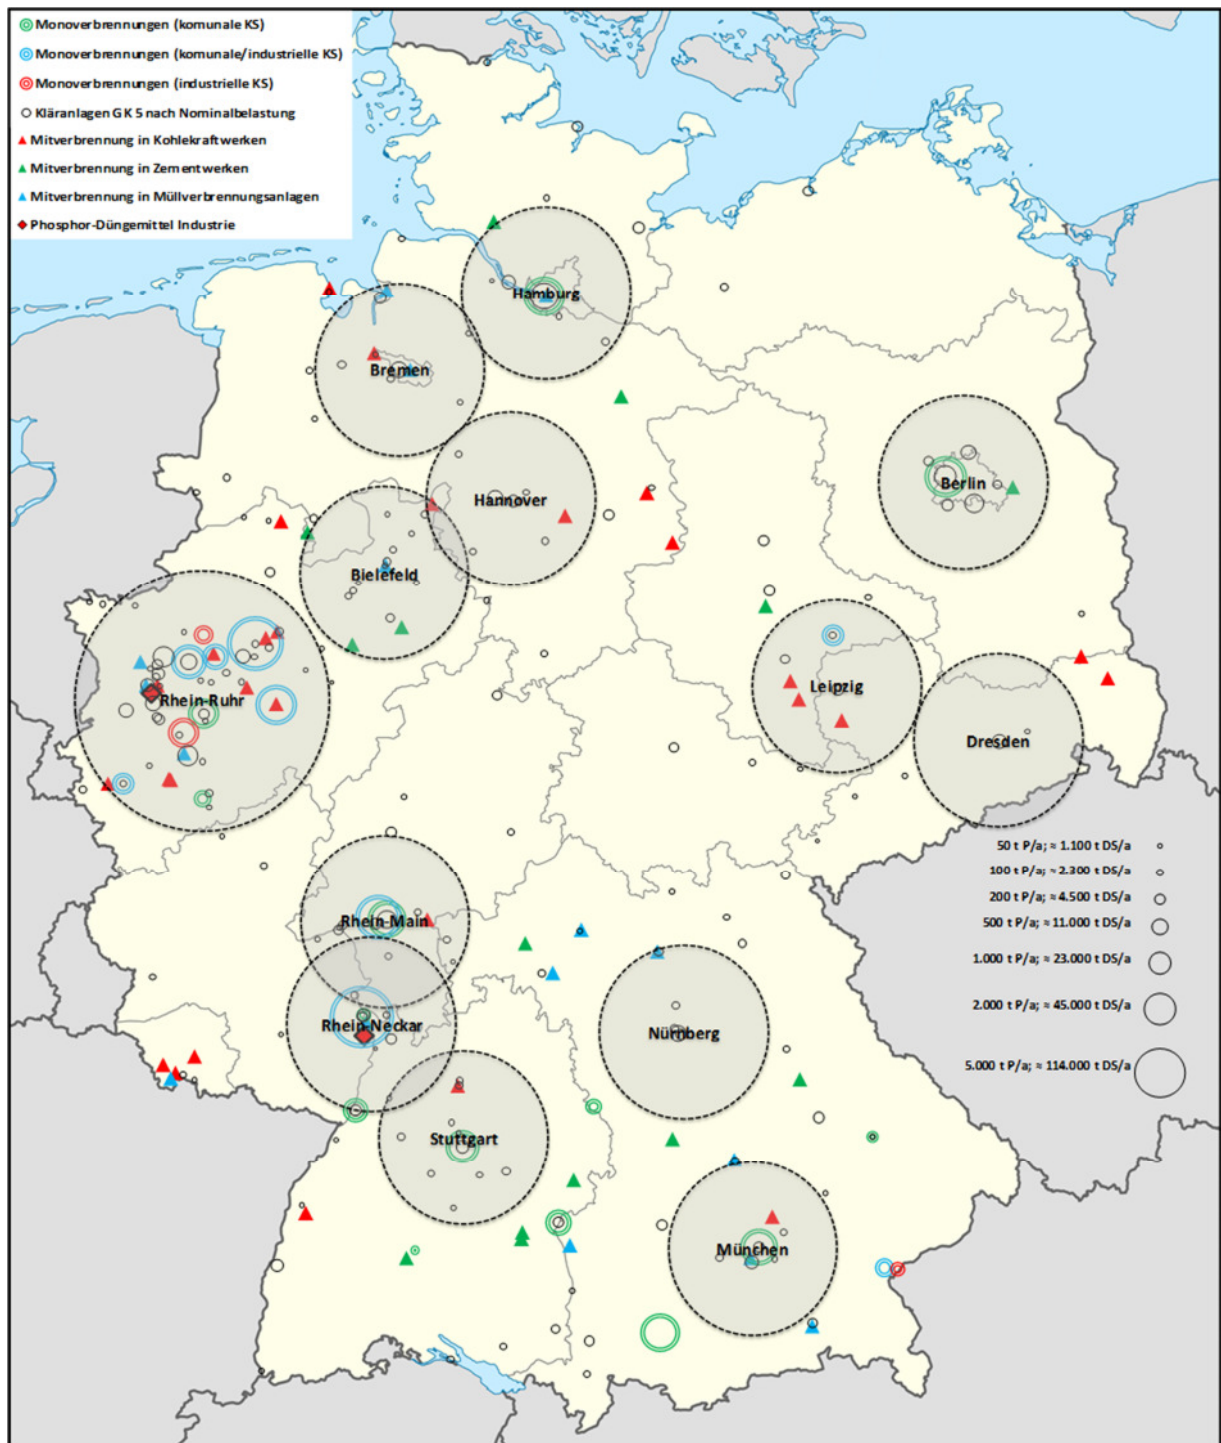 Monoverbrennungen (komunale KS)
Monoverbrennungen (komunale/industrielle KS)
Monoverbrennungen (industrielle KS)
Kläranlagen GK 5 nach Nominalbelastung
Mitverbrennung in Kohlekraftwerken
Mitverbrennung in Zementwerken
Mitverbrennung in Müllverbrennungsanlagen
Phosphor-Düngemittel Industrie
Hamburg
Bremen
Berlin
Hannover
Bielefeld
Leipzig
Rhein-Ruhr
Dresden
50 t P/a; ≈ 1.100 t DS/a
100 t P/a; ≈ 2.300 t DS/a
200 t P/a; ≈ 4.500 t DS/a
500 t P/a; ≈ 11.000 t DS/a
1.000 t P/a; ≈ 23.000 t DS/a
2.000 t P/a; ≈ 45.000 t DS/a
5.000 t P/a; ≈ 114.000 t DS/a
Rhein-Main
Rhein-Neckar
Nürnberg
Stuttgart
München